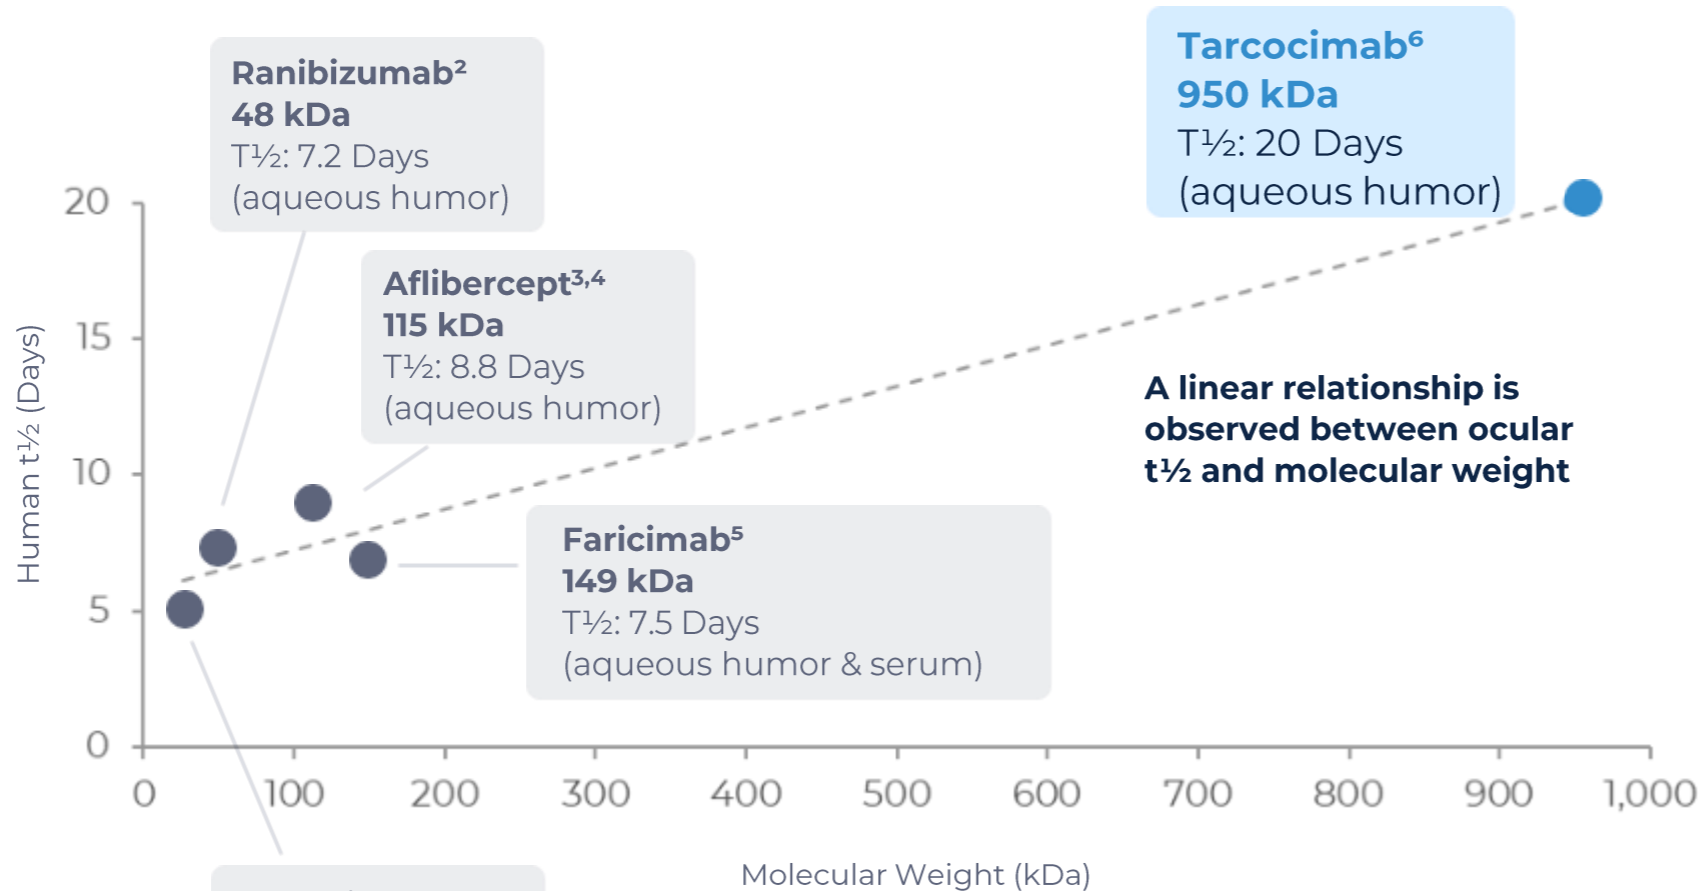 Ranibizumab²
48 kDa
T½: 7.2 Days
(aqueous humor)
Tarcocimab⁶
950 kDa
T½: 20 Days
(aqueous humor)
Aflibercept³,⁴
115 kDa
T½: 8.8 Days
(aqueous humor)
A linear relationship is
observed between ocular
t½ and molecular weight
Faricimab⁵
149 kDa
T½: 7.5 Days
(aqueous humor & serum)
Human t½ (Days)
20
15
10
5
0
0 100 200 300 400 500 600 700 800 900 1,000
Molecular Weight (kDa)